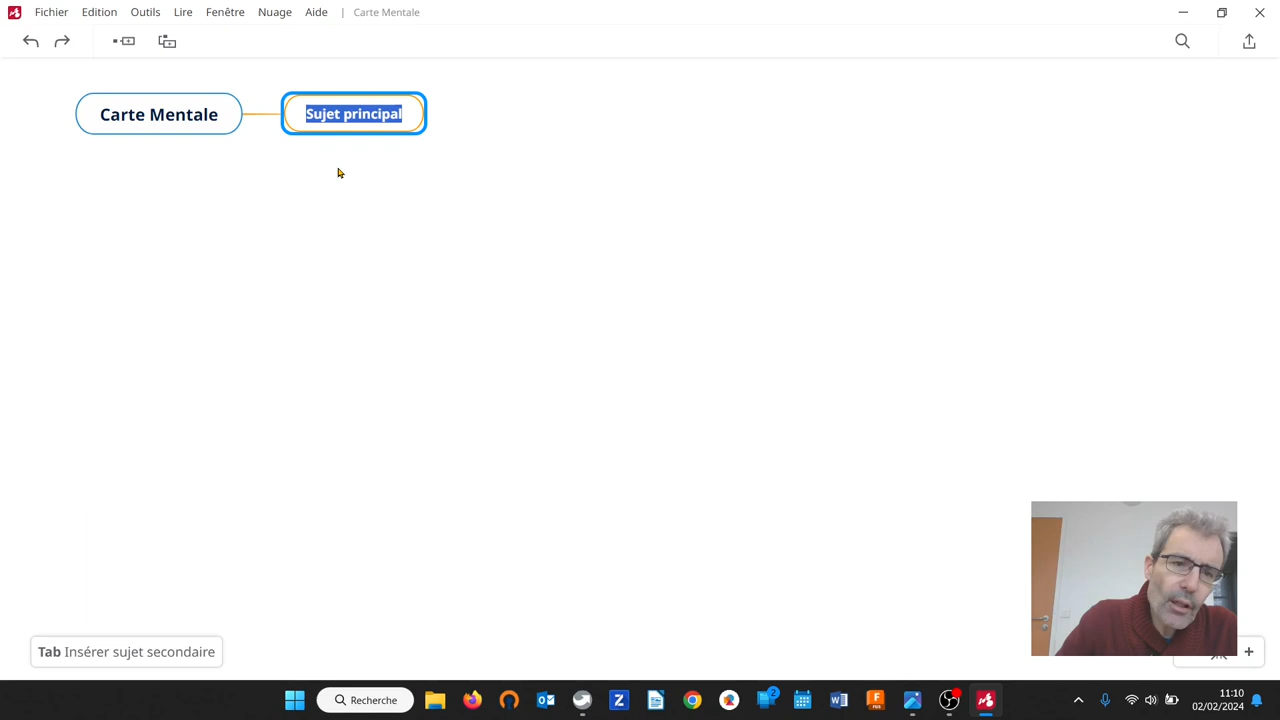 Fichier Edition Outils Lire Fenêtre Nuage Aide | Carte Mentale
Carte Mentale
Sujet principal
Tab Insérer sujet secondaire
+
2
Z
Recherche
11:10
02/02/2024